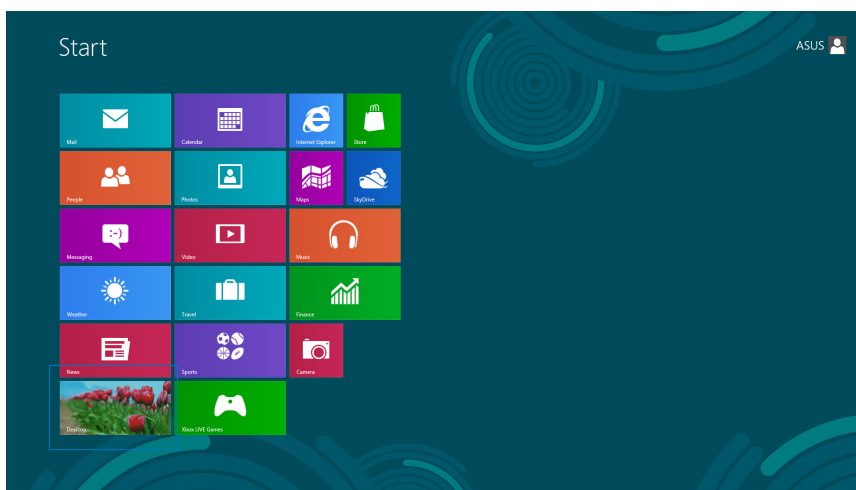 Start
ASUS
Mail
Calendar
Internet Explorer
Store
People
Photos
Maps
SkyDrive
Messaging
:-)
Video
Music
Weather
Travel
Finance
News
Sports
Camera
Desktop
Xbox LIVE Games